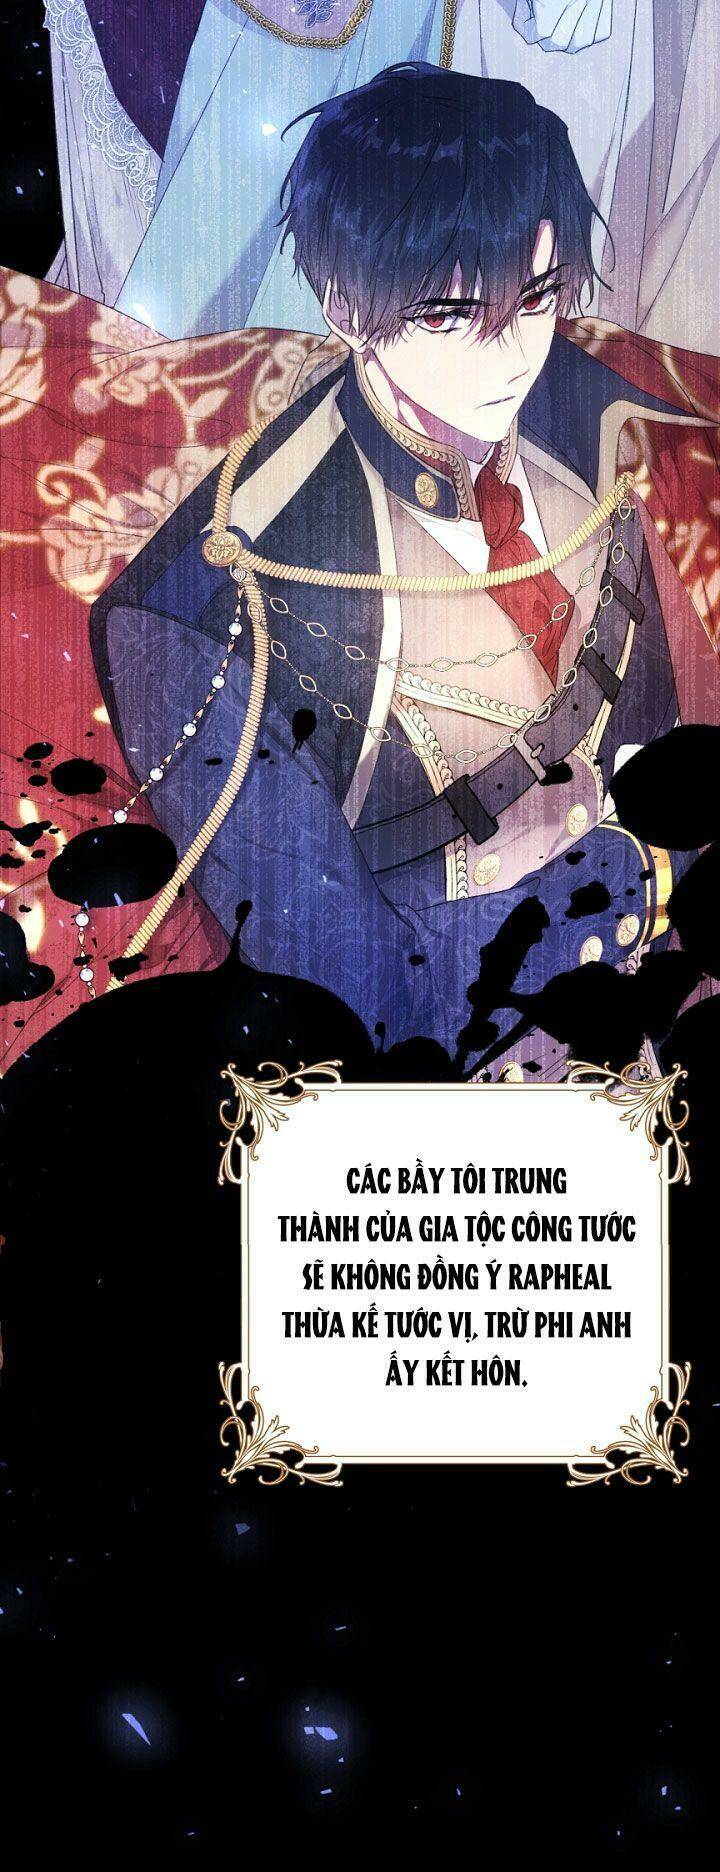 CÁC BẦY TÔI TRUNG
THÀNH CỦA GIA TỘC CÔNG TƯỚC
SẼ KHÔNG ĐỒNG Ý RAPHEAL
THỪA KẾ TƯỚC VỊ, TRỪ PHI ANH
ẤY KẾT HÔN.